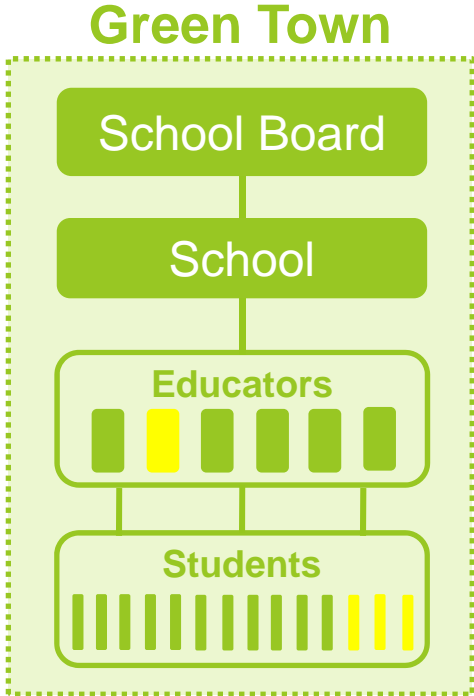 Green Town
School Board
School
Educators
Students